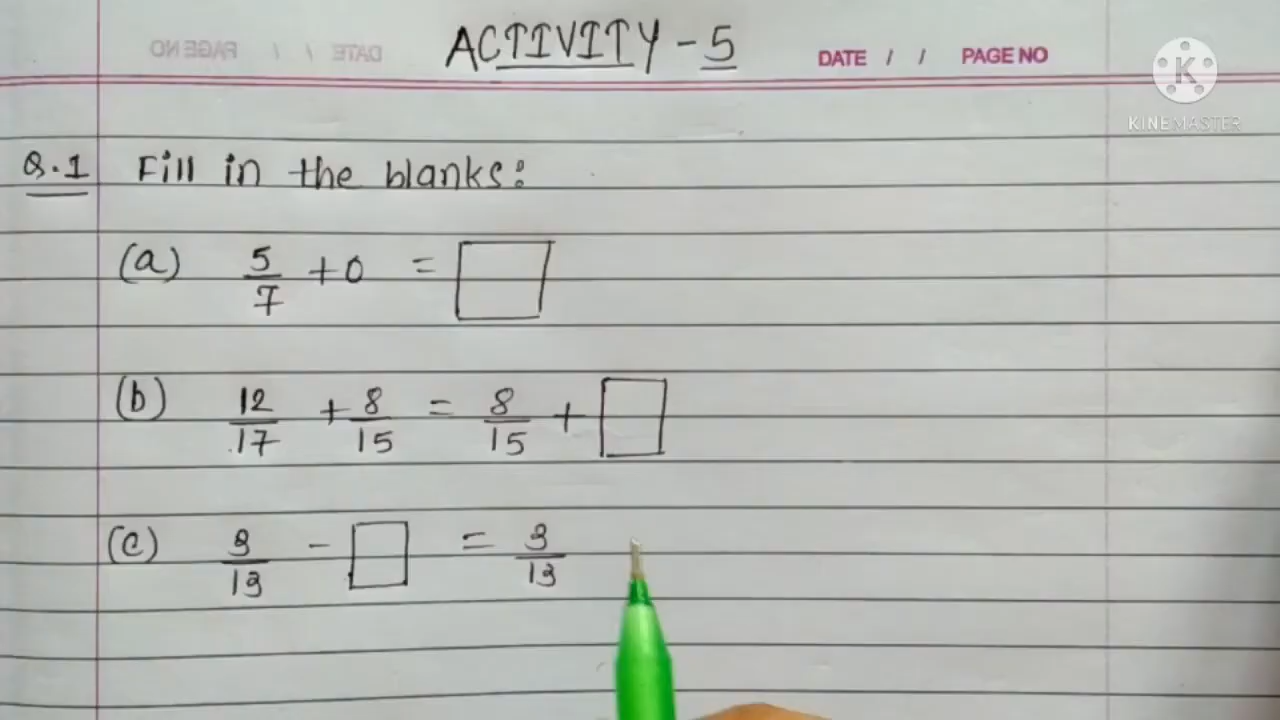 ACTIVITY - 5
DATE / / PAGE NO
KINEMASTER
Q.1 Fill in the blanks:
(a) 5/7 + 0 = □
(b) 12/17 + 8/15 = 8/15 + □
(c) 3/13 - □ = 3/13